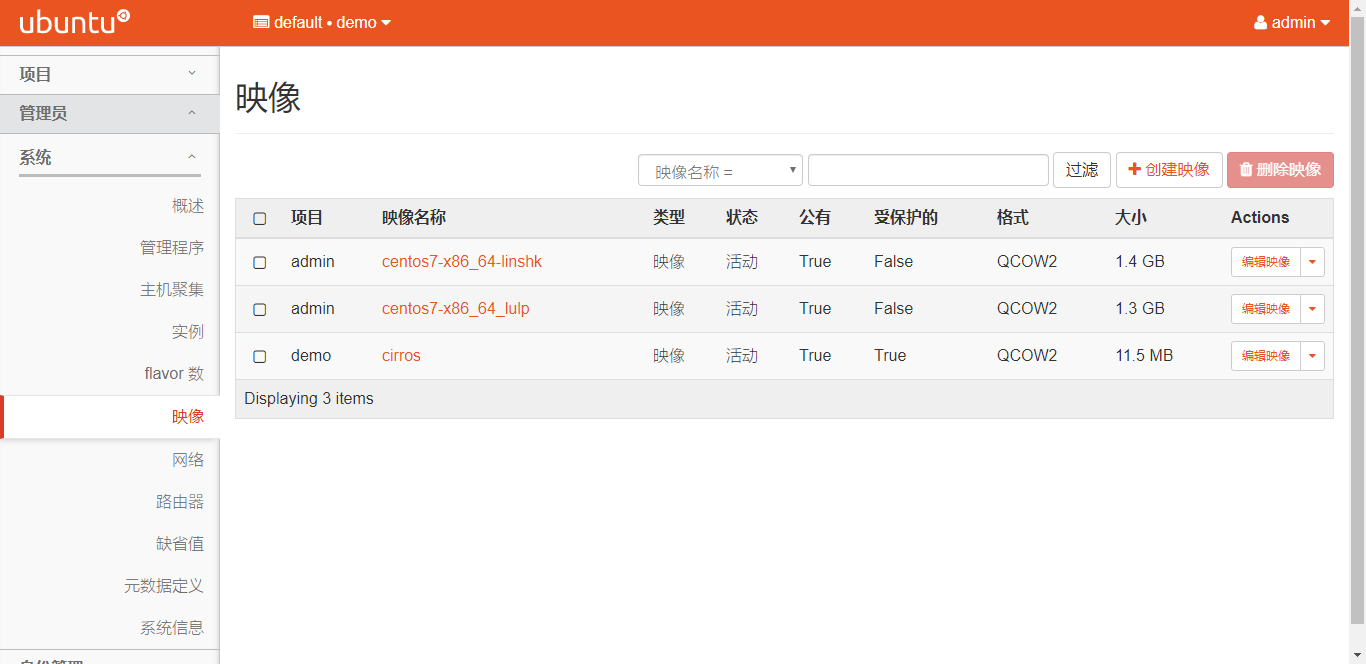 ubuntu
default • demo
admin
项目
管理员
系统
概述
管理程序
主机聚集
实例
flavor 数
映像
网络
路由器
缺省值
元数据定义
系统信息
身份管理
映像
映像名称 =
过滤
创建映像
删除映像
项目 映像名称 类型 状态 公有 受保护的 格式 大小 Actions
admin centos7-x86_64-linshk 映像 活动 True False QCOW2 1.4 GB 编辑映像
admin centos7-x86_64_lulp 映像 活动 True False QCOW2 1.3 GB 编辑映像
demo cirros 映像 活动 True True QCOW2 11.5 MB 编辑映像
Displaying 3 items